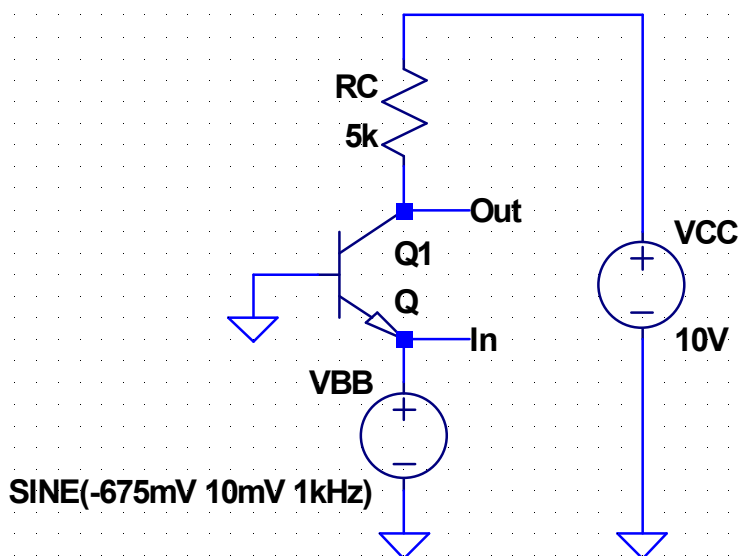 RC
5k
Out
VCC
Q1
Q
10V
In
VBB
SINE(-675mV 10mV 1kHz)